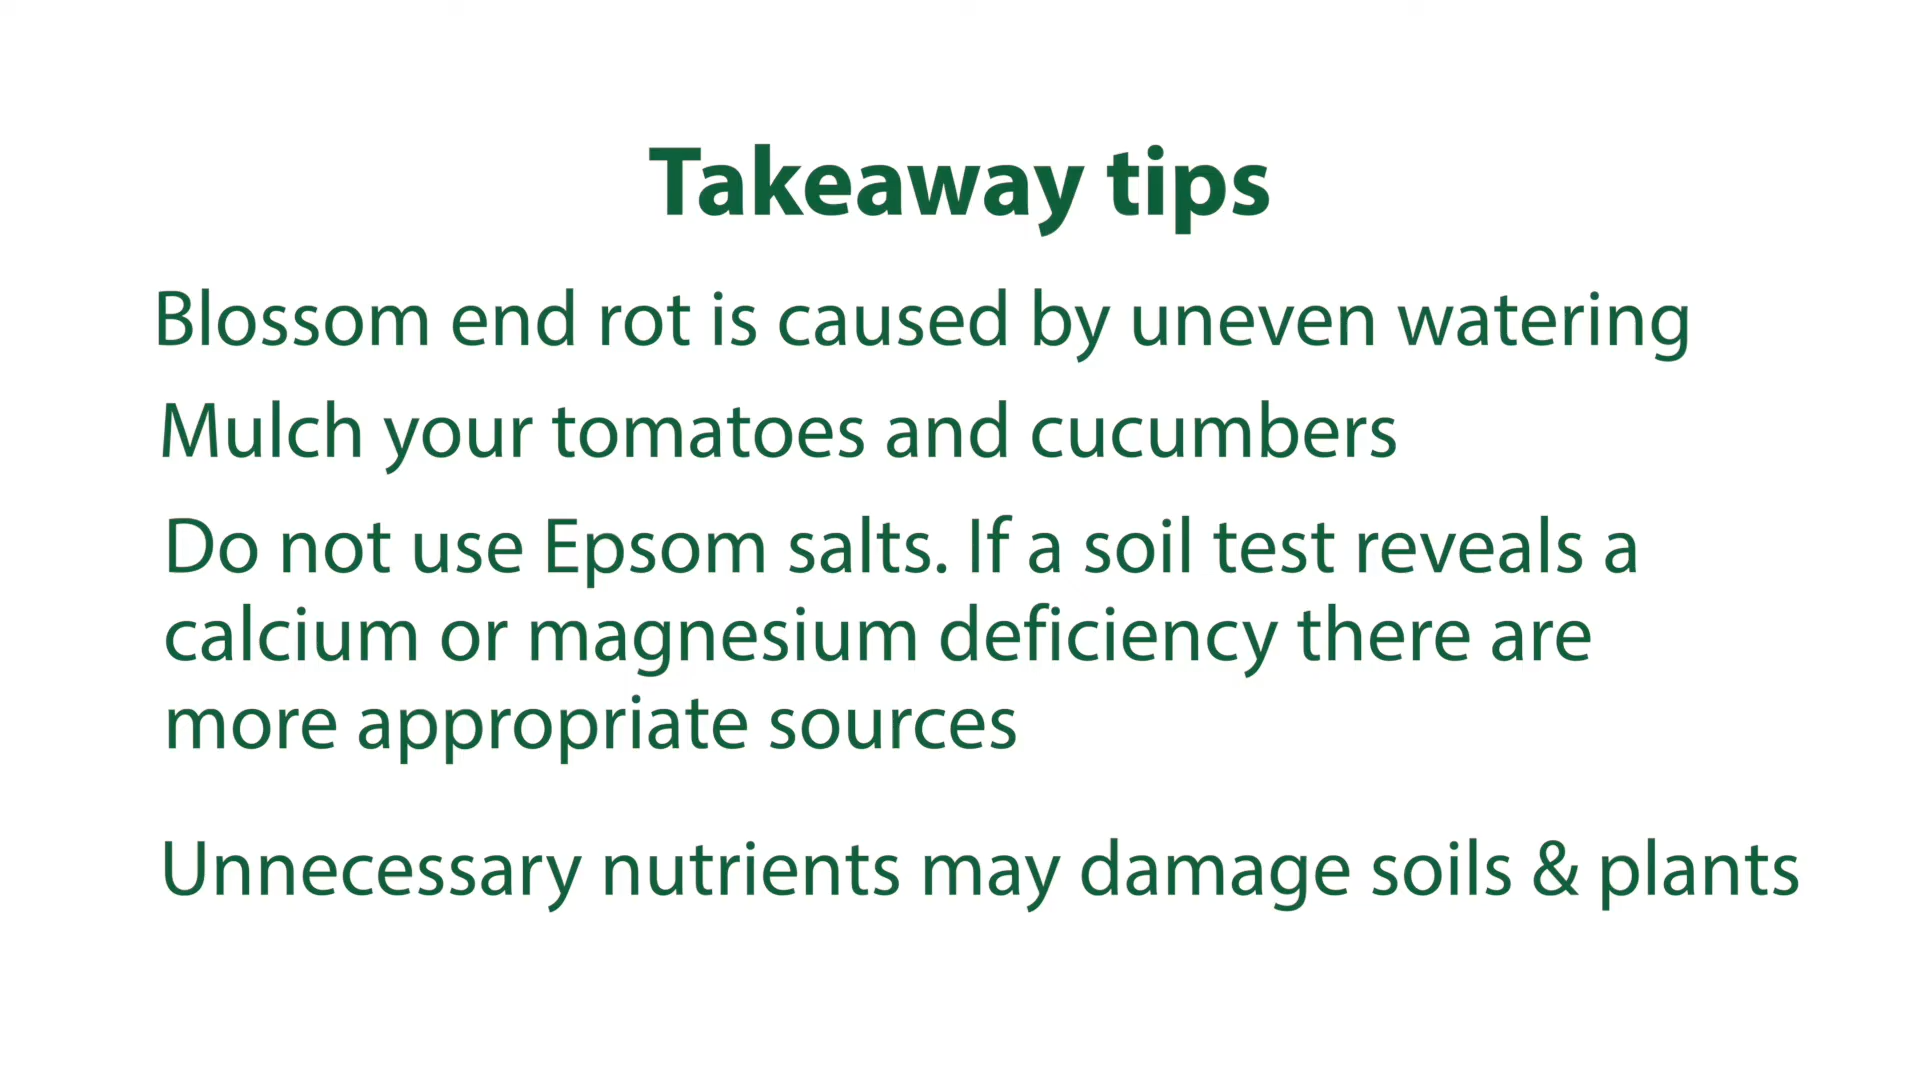 Takeaway tips
Blossom end rot is caused by uneven watering
Mulch your tomatoes and cucumbers
Do not use Epsom salts. If a soil test reveals a
calcium or magnesium deficiency there are
more appropriate sources
Unnecessary nutrients may damage soils & plants